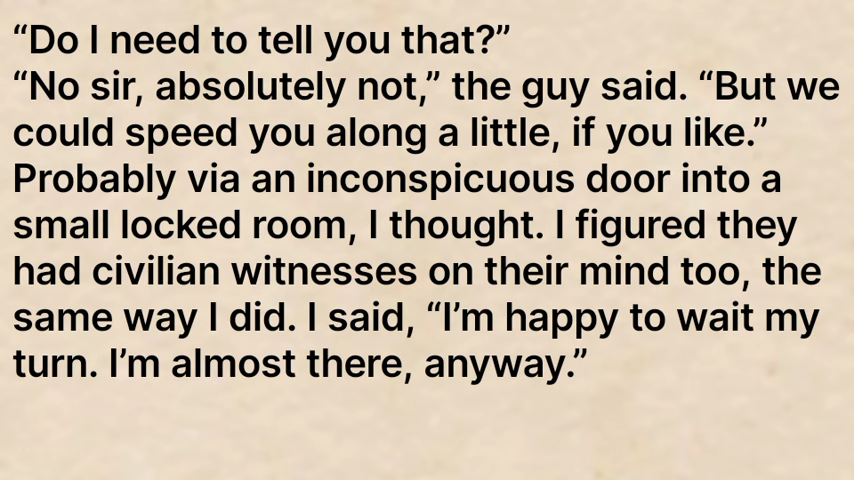 “Do I need to tell you that?”
“No sir, absolutely not,” the guy said. “But we
could speed you along a little, if you like.”
Probably via an inconspicuous door into a
small locked room, I thought. I figured they
had civilian witnesses on their mind too, the
same way I did. I said, “I’m happy to wait my
turn. I’m almost there, anyway.”